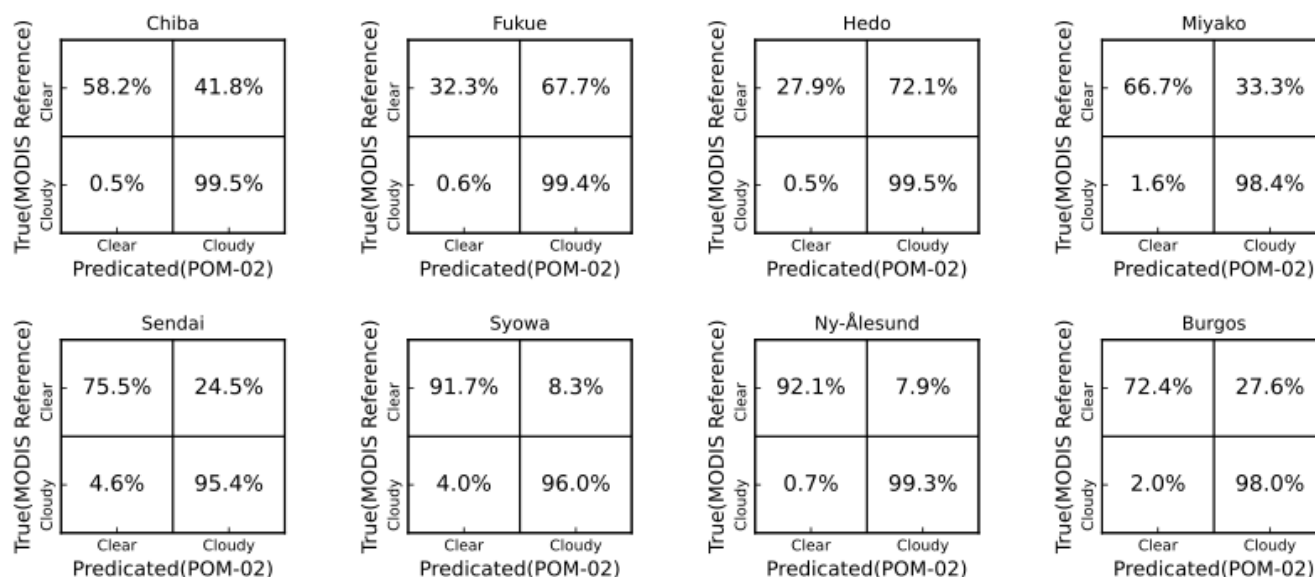 Chiba
True(MODIS Reference)
Clear
Cloudy
58.2% 41.8%
0.5% 99.5%
Clear Cloudy
Predicated(POM-02)
Fukue
True(MODIS Reference)
Clear
Cloudy
32.3% 67.7%
0.6% 99.4%
Clear Cloudy
Predicated(POM-02)
Hedo
True(MODIS Reference)
Clear
Cloudy
27.9% 72.1%
0.5% 99.5%
Clear Cloudy
Predicated(POM-02)
Miyako
True(MODIS Reference)
Clear
Cloudy
66.7% 33.3%
1.6% 98.4%
Clear Cloudy
Predicated(POM-02)
Sendai
True(MODIS Reference)
Clear
Cloudy
75.5% 24.5%
4.6% 95.4%
Clear Cloudy
Predicated(POM-02)
Syowa
True(MODIS Reference)
Clear
Cloudy
91.7% 8.3%
4.0% 96.0%
Clear Cloudy
Predicated(POM-02)
Ny-Ålesund
True(MODIS Reference)
Clear
Cloudy
92.1% 7.9%
0.7% 99.3%
Clear Cloudy
Predicated(POM-02)
Burgos
True(MODIS Reference)
Clear
Cloudy
72.4% 27.6%
2.0% 98.0%
Clear Cloudy
Predicated(POM-02)